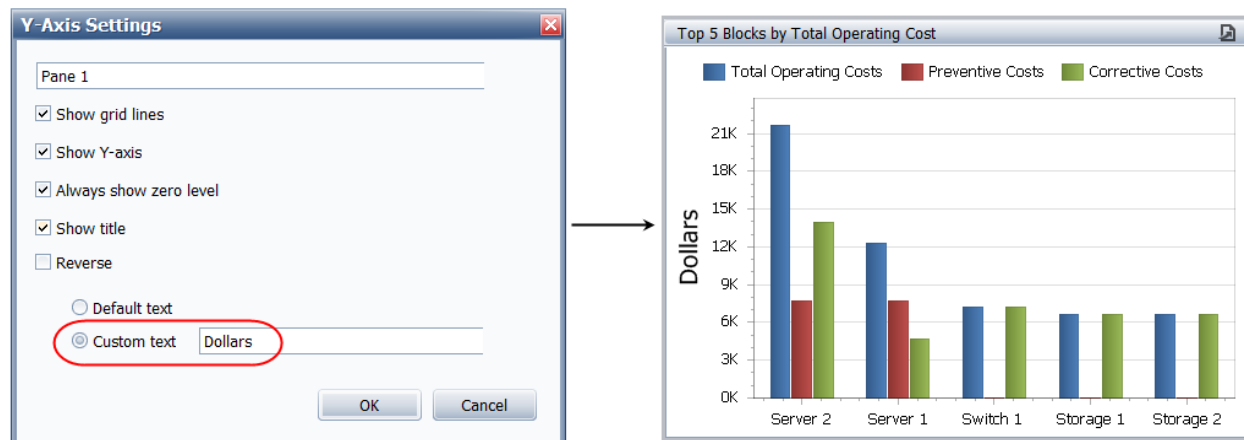 Y-Axis Settings
Pane 1
Show grid lines
Show Y-axis
Always show zero level
Show title
Reverse
Default text
Custom text Dollars
OK Cancel
Top 5 Blocks by Total Operating Cost
Total Operating Costs Preventive Costs Corrective Costs
Dollars
21K
18K
15K
12K
9K
6K
3K
0K
Server 2 Server 1 Switch 1 Storage 1 Storage 2